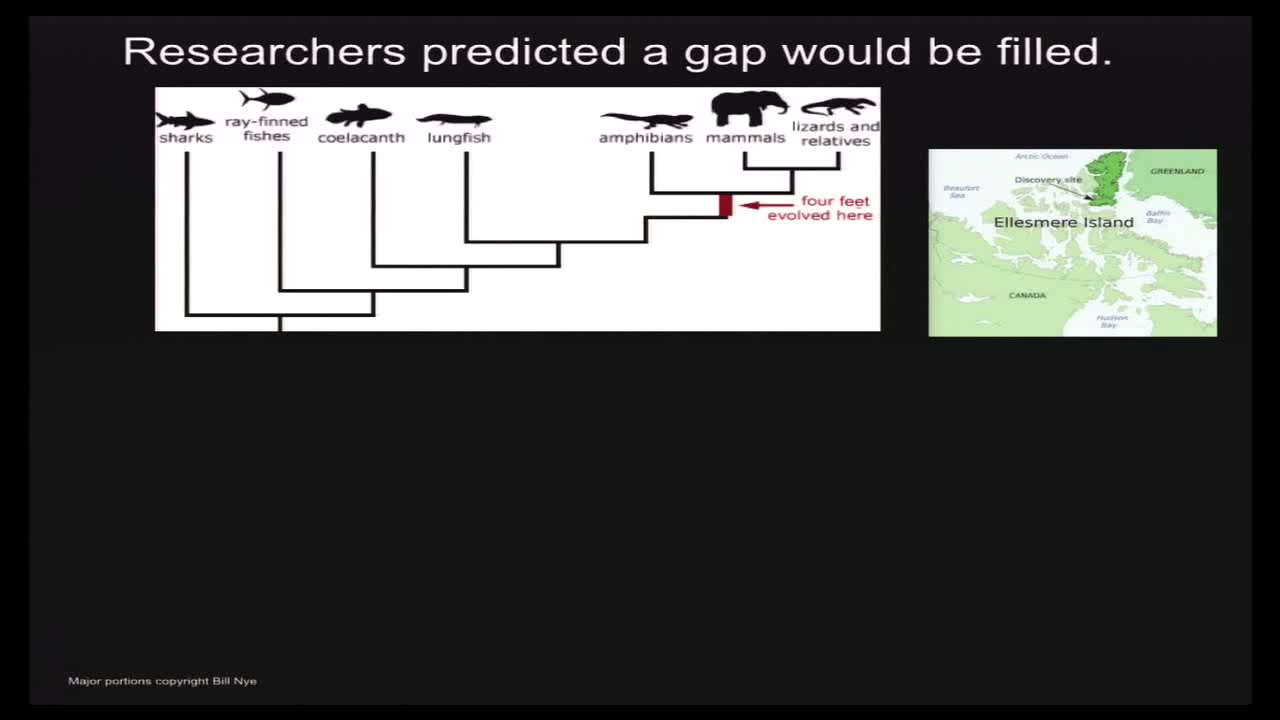 Researchers predicted a gap would be filled.
sharks
ray-finned
fishes
coelacanth
lungfish
amphibians
mammals
lizards and
relatives
four feet
evolved here
Arctic Ocean
Discovery site
GREENLAND
Beaufort
Sea
Baffin
Bay
Ellesmere Island
CANADA
Hudson
Bay
Major portions copyright Bill Nye